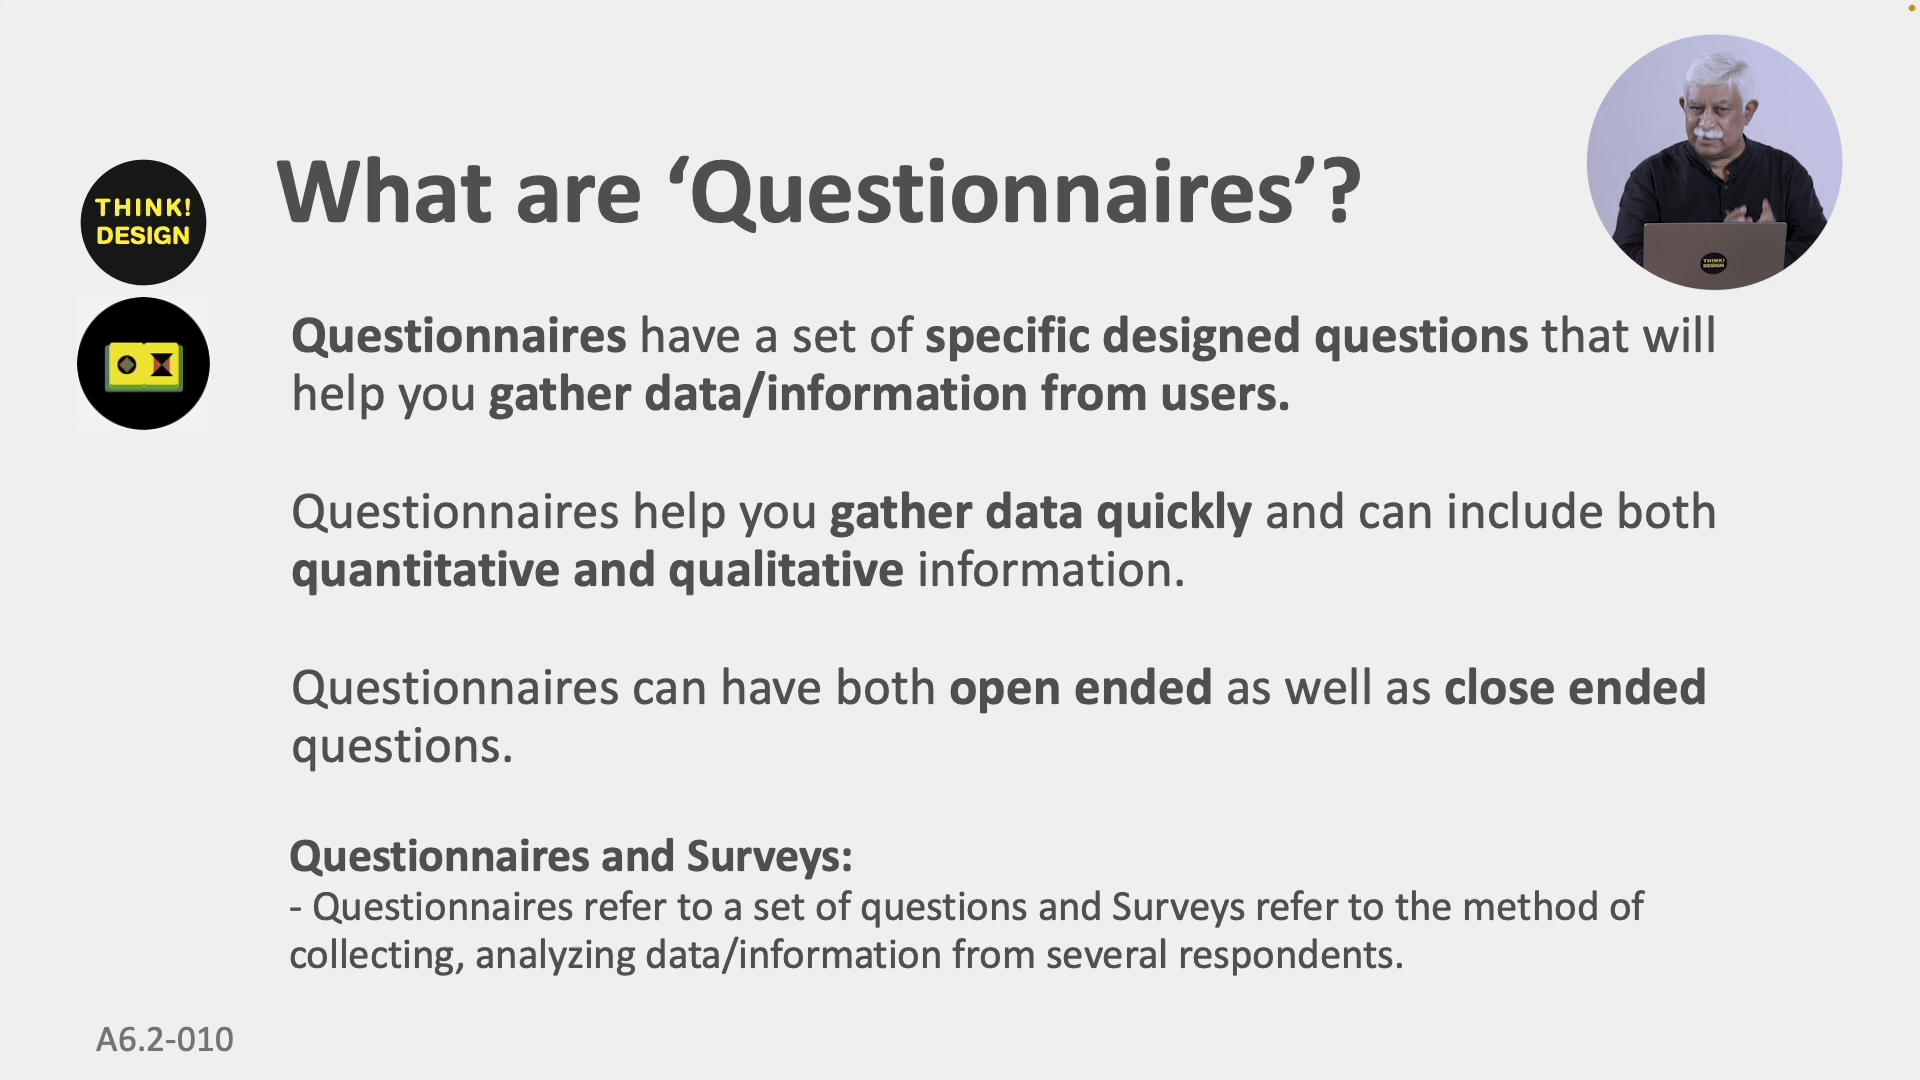 What are ‘Questionnaires’?
THINK!
DESIGN
Questionnaires have a set of specific designed questions that will
help you gather data/information from users.
Questionnaires help you gather data quickly and can include both
quantitative and qualitative information.
Questionnaires can have both open ended as well as close ended
questions.
Questionnaires and Surveys:
- Questionnaires refer to a set of questions and Surveys refer to the method of
collecting, analyzing data/information from several respondents.
A6.2-010
THINK!
DESIGN